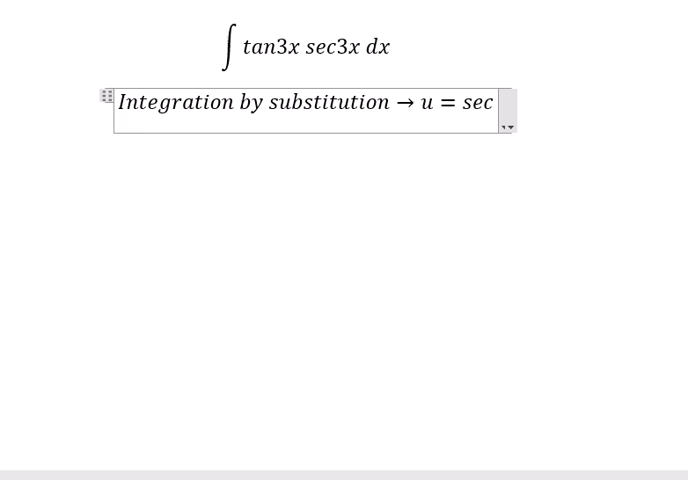 ∫ tan3x sec3x dx
Integration by substitution → u = sec